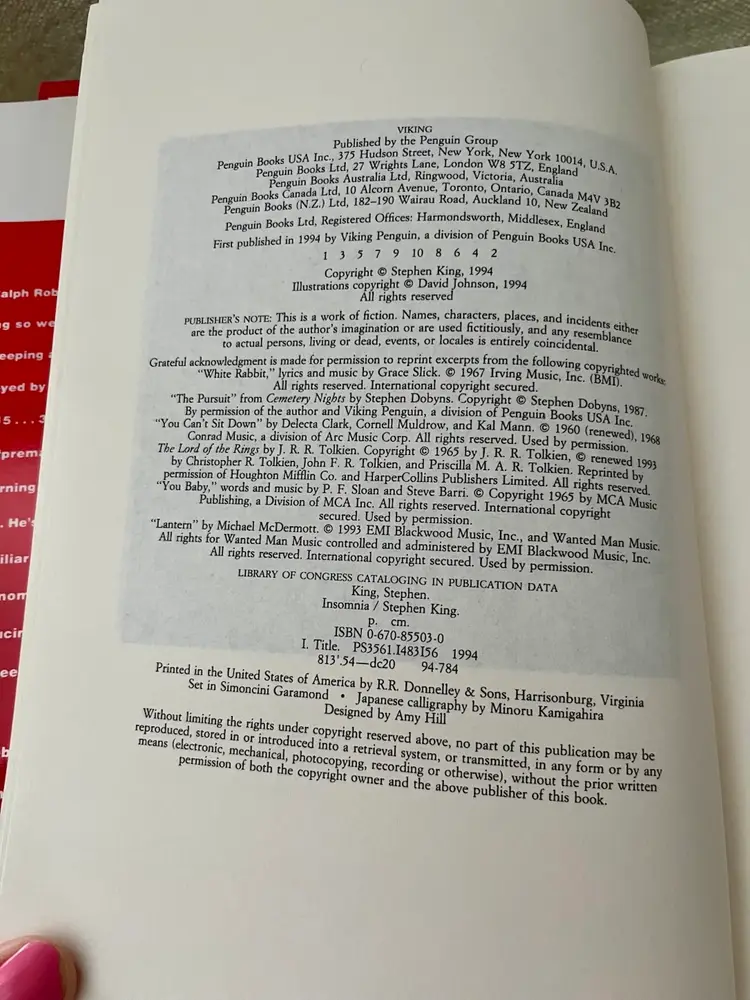 VIKING
Published by the Penguin Group
Penguin Books USA Inc., 375 Hudson Street, New York, New York 10014, U.S.A.
Penguin Books Ltd, 27 Wrights Lane, London W8 5TZ, England
Penguin Books Australia Ltd, Ringwood, Victoria, Australia
Penguin Books Canada Ltd, 10 Alcorn Avenue, Toronto, Ontario, Canada M4V 3B2
Penguin Books (N.Z.) Ltd, 182–190 Wairau Road, Auckland 10, New Zealand
Penguin Books Ltd, Registered Offices: Harmondsworth, Middlesex, England
First published in 1994 by Viking Penguin, a division of Penguin Books USA Inc.
1 3 5 7 9 10 8 6 4 2
Copyright © Stephen King, 1994
Illustrations copyright © David Johnson, 1994
All rights reserved
PUBLISHER'S NOTE: This is a work of fiction. Names, characters, places, and incidents either
are the product of the author's imagination or are used fictitiously, and any resemblance
to actual persons, living or dead, events, or locales is entirely coincidental.
Grateful acknowledgment is made for permission to reprint excerpts from the following copyrighted works:
"White Rabbit," lyrics and music by Grace Slick. © 1967 Irving Music, Inc. (BMI).
All rights reserved. International copyright secured.
"The Pursuit" from Cemetery Nights by Stephen Dobyns. Copyright © Stephen Dobyns, 1987.
By permission of the author and Viking Penguin, a division of Penguin Books USA Inc.
"You Can't Sit Down" by Delecta Clark, Cornell Muldrow, and Kal Mann. © 1960 (renewed), 1968
Conrad Music, a division of Arc Music Corp. All rights reserved. Used by permission.
The Lord of the Rings by J. R. R. Tolkien. Copyright © 1965 by J. R. R. Tolkien, © renewed 1993
by Christopher R. Tolkien, John F. R. Tolkien, and Priscilla M. A. R. Tolkien. Reprinted by
permission of Houghton Mifflin Co. and HarperCollins Publishers Limited. All rights reserved.
"You Baby," words and music by P. F. Sloan and Steve Barri. © Copyright 1965 by MCA Music
Publishing, a Division of MCA Inc. All rights reserved. International copyright
secured. Used by permission.
"Lantern" by Michael McDermott. © 1993 EMI Blackwood Music, Inc., and Wanted Man Music.
All rights for Wanted Man Music controlled and administered by EMI Blackwood Music, Inc.
All rights reserved. International copyright secured. Used by permission.
LIBRARY OF CONGRESS CATALOGING IN PUBLICATION DATA
King, Stephen.
Insomnia / Stephen King.
p. cm.
ISBN 0-670-85503-0
I. Title. PS3561.I483I56 1994
813'.54—dc20 94-784
Printed in the United States of America by R.R. Donnelley & Sons, Harrisonburg, Virginia
Set in Simoncini Garamond • Japanese calligraphy by Minoru Kamigahira
Designed by Amy Hill
Without limiting the rights under copyright reserved above, no part of this publication may be
reproduced, stored in or introduced into a retrieval system, or transmitted, in any form or by any
means (electronic, mechanical, photocopying, recording or otherwise), without the prior written
permission of both the copyright owner and the above publisher of this book.
alph Rob
g so we
eeping
yed by
5...3
prema
rning
. He's
iliar
nom
ucin
ee